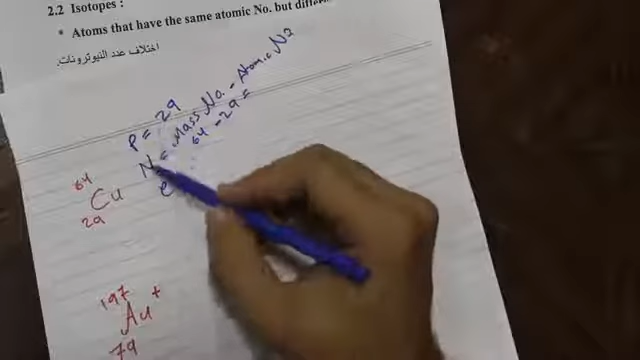 2.2 Isotopes :
* Atoms that have the same atomic No. but differ
اختلاف عدد النيوترونات.
P = 29
N = Mass No. - Atomic No
64 - 29 =
e
64
Cu
29
197 +
Au
79